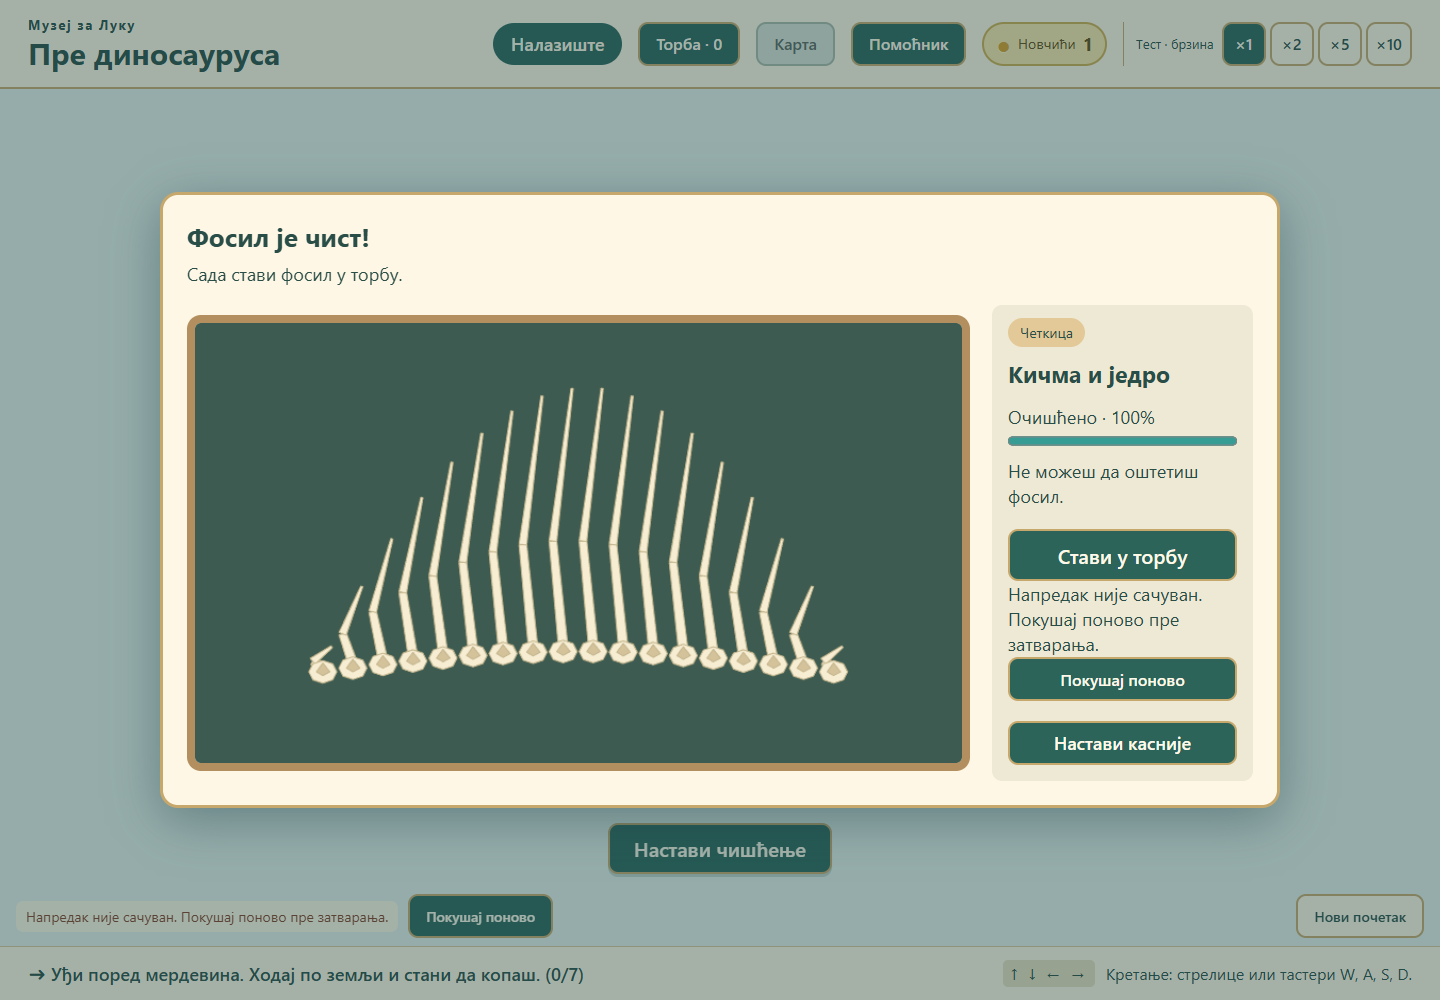 Музеј за Луку
Пре диносауруса
Налазиште
Торба · 0
Карта
Помоћник
Новчићи 1
Тест · брзина
×1
×2
×5
×10
Фосил је чист!
Сада стави фосил у торбу.
Четкица
Кичма и једро
Очишћено · 100%
Не можеш да оштетиш
фосил.
Стави у торбу
Напредак није сачуван.
Покушај поново пре
затварања.
Покушај поново
Настави касније
Настави чишћење
Напредак није сачуван. Покушај поново пре затварања.
Покушај поново
Нови почетак
→ Уђи поред мердевина. Ходај по земљи и стани да копаш. (0/7)
↑ ↓ ← → Кретање: стрелице или тастери W, A, S, D.